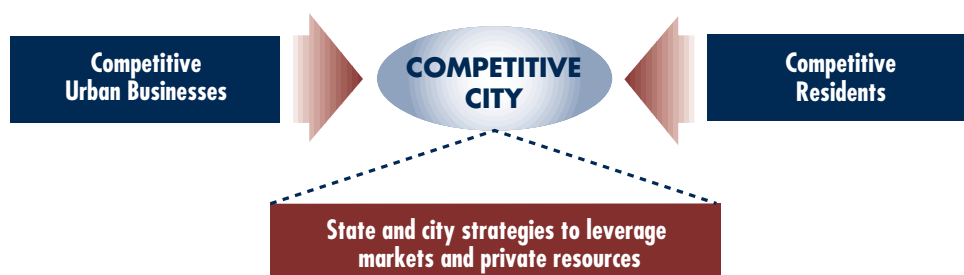 Competitive
Urban Businesses
COMPETITIVE
CITY
Competitive
Residents
State and city strategies to leverage
markets and private resources